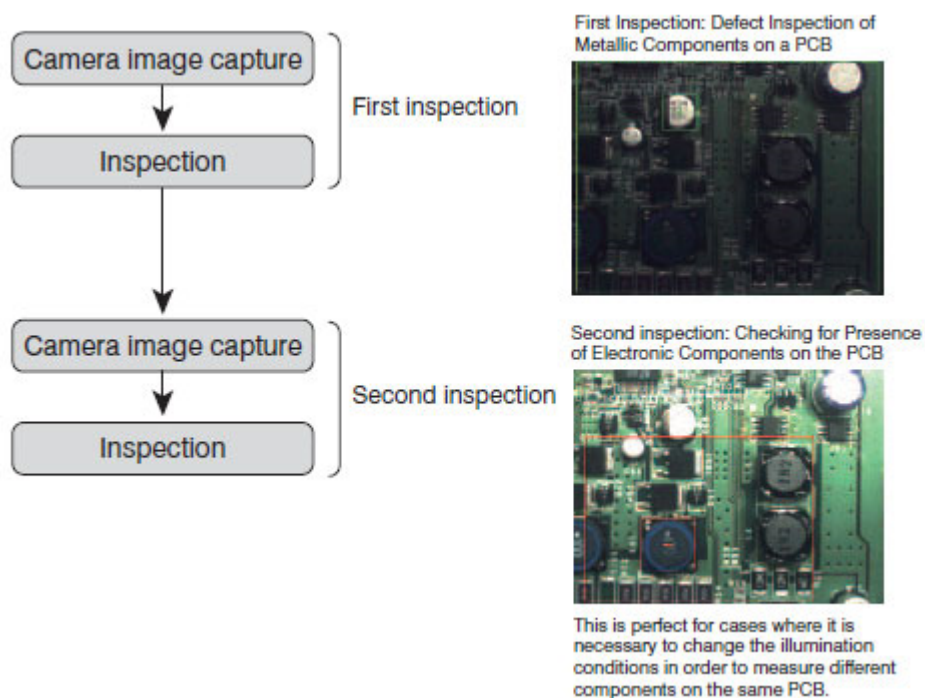 Camera image capture
Inspection
First inspection
Camera image capture
Inspection
Second inspection
First Inspection: Defect Inspection of
Metallic Components on a PCB
Second inspection: Checking for Presence
of Electronic Components on the PCB
This is perfect for cases where it is
necessary to change the illumination
conditions in order to measure different
components on the same PCB.